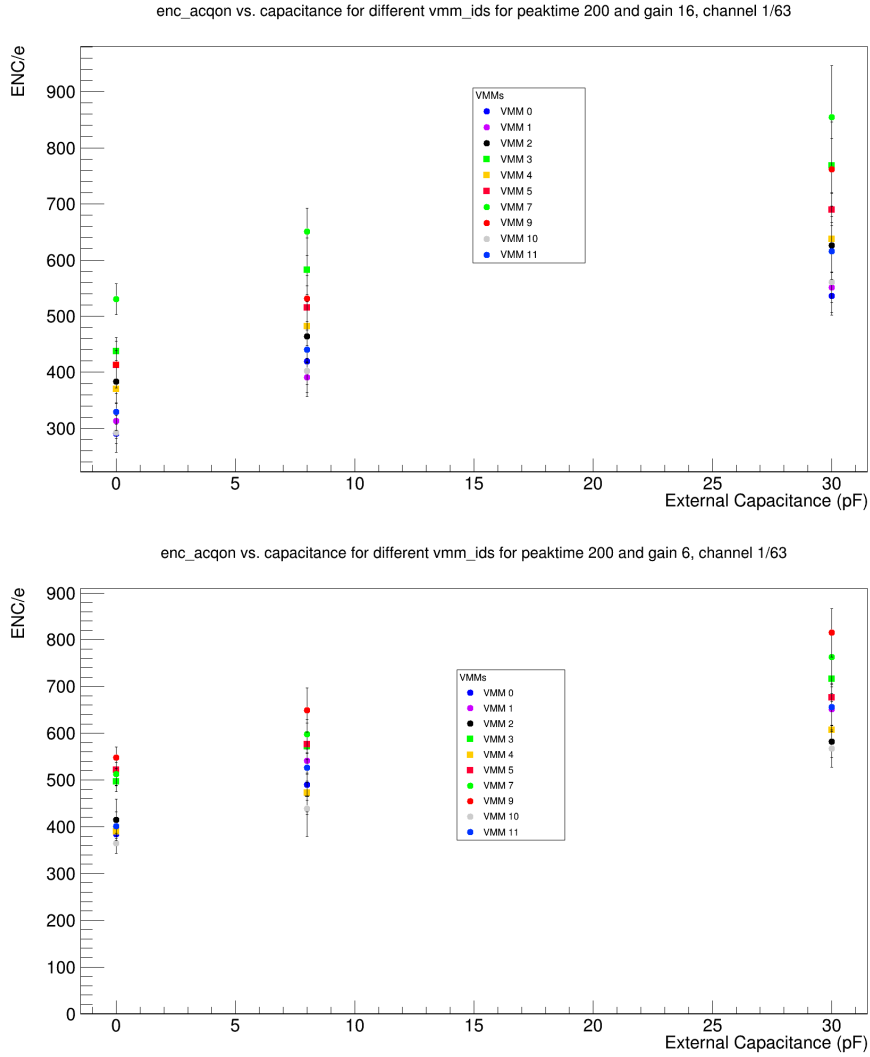 enc_acqon vs. capacitance for different vmm_ids for peaktime 200 and gain 16, channel 1/63
ENC/e
900
800
700
600
500
400
300
VMMs
VMM 0
VMM 1
VMM 2
VMM 3
VMM 4
VMM 5
VMM 7
VMM 9
VMM 10
VMM 11
0 5 10 15 20 25 30
External Capacitance (pF)
enc_acqon vs. capacitance for different vmm_ids for peaktime 200 and gain 6, channel 1/63
ENC/e
900
800
700
600
500
400
300
200
100
0
VMMs
VMM 0
VMM 1
VMM 2
VMM 3
VMM 4
VMM 5
VMM 7
VMM 9
VMM 10
VMM 11
0 5 10 15 20 25 30
External Capacitance (pF)